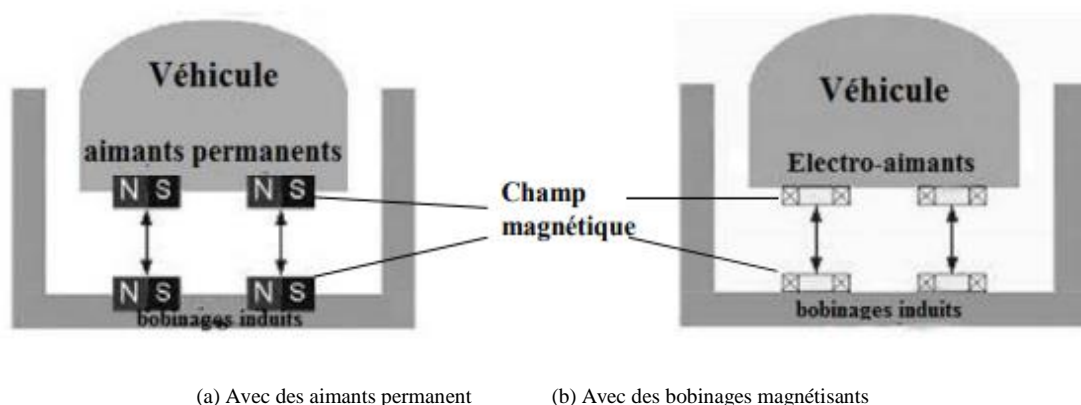 Véhicule
aimants permanents
N S N S
N S N S
bobinages induits
Champ
magnétique
Véhicule
Electro-aimants
bobinages induits
(a) Avec des aimants permanent
(b) Avec des bobinages magnétisants